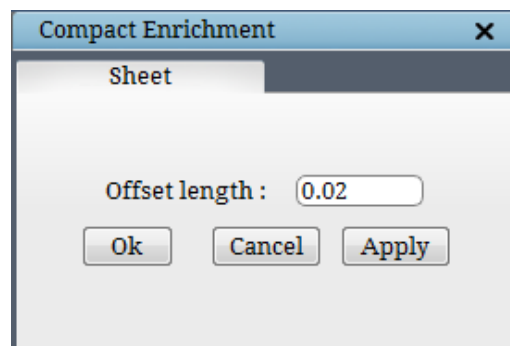 Compact Enrichment
Sheet
Offset length : 0.02
Ok Cancel Apply